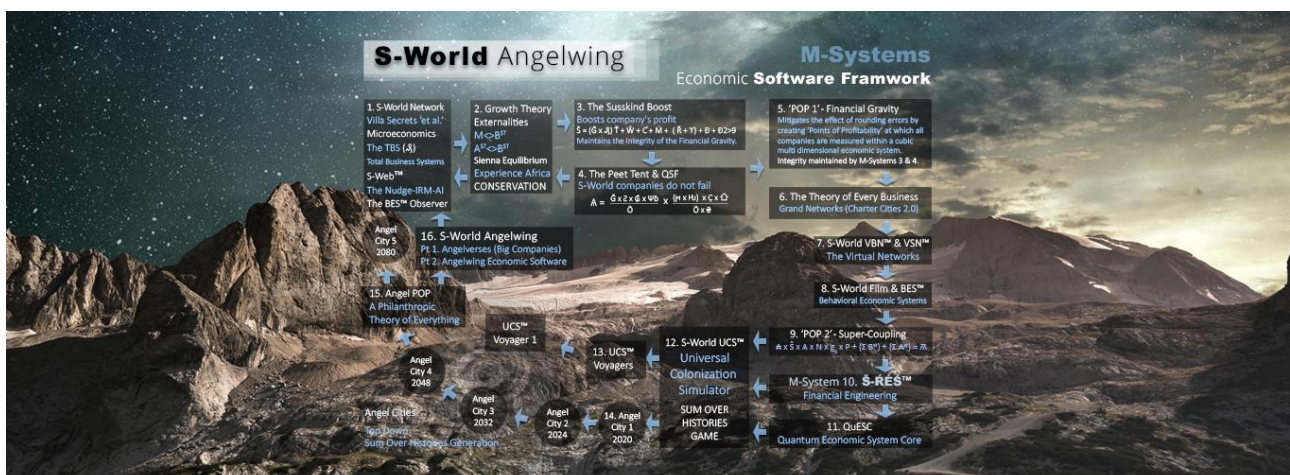 S-World Angelwing
M-Systems
Economic Software Framwork
1. S-World Network
Villa Secrets 'et al.'
Microeconomics
The TBS
Total Business Systems
S-Web™
The Nudge-IRM-AI
The BES™ Observer
2. Growth Theory
Externalities
M<>Bˢᵀ
Aˢᵀ<>Bˢᵀ
Sienna Equilibrium
Experience Africa
CONSERVATION
3. The Susskind Boost
Boosts company's profit
Maintains the Integrity of the Financial Gravity.
4. The Peet Tent & QSF
S-World companies do not fail
5. 'POP 1' - Financial Gravity
Mitigates the effect of rounding errors by
creating 'Points of Profitability' at which all
companies are measured within a cubic
multi dimensional economic system.
Integrity maintained by M-Systems 3 & 4.
6. The Theory of Every Business
Grand Networks (Charter Cities 2.0)
7. S-World VBN™ & VSN™
The Virtual Networks
8. S-World Film & BES™
Behavioral Economic Systems
9. 'POP 2' - Super-Coupling
M-System 10. Š-ŔÉŚ™
Financial Engineering
11. QuESC
Quantum Economic System Core
12. S-World UCS™
Universal
Colonization
Simulator
SUM OVER
HISTORIES
GAME
13. UCS™
Voyagers
UCS™
Voyager 1
14. Angel
City 1
2020
Angel
City 2
2024
Angel
City 3
2032
Angel
City 4
2048
Angel Cities
Top Down
Sum Over Histories Generation
15. Angel POP
A Philanthropic
Theory of Everything
Angel
City 5
2080
16. S-World Angelwing
Pt 1. Angelverses (Big Companies)
Pt 2. Angelwing Economic Software